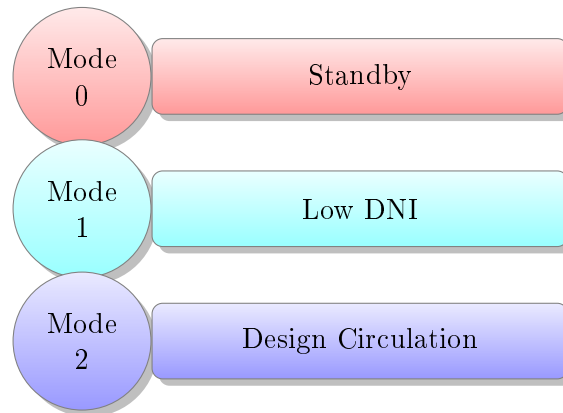 Mode
0
Standby
Mode
1
Low DNI
Mode
2
Design Circulation